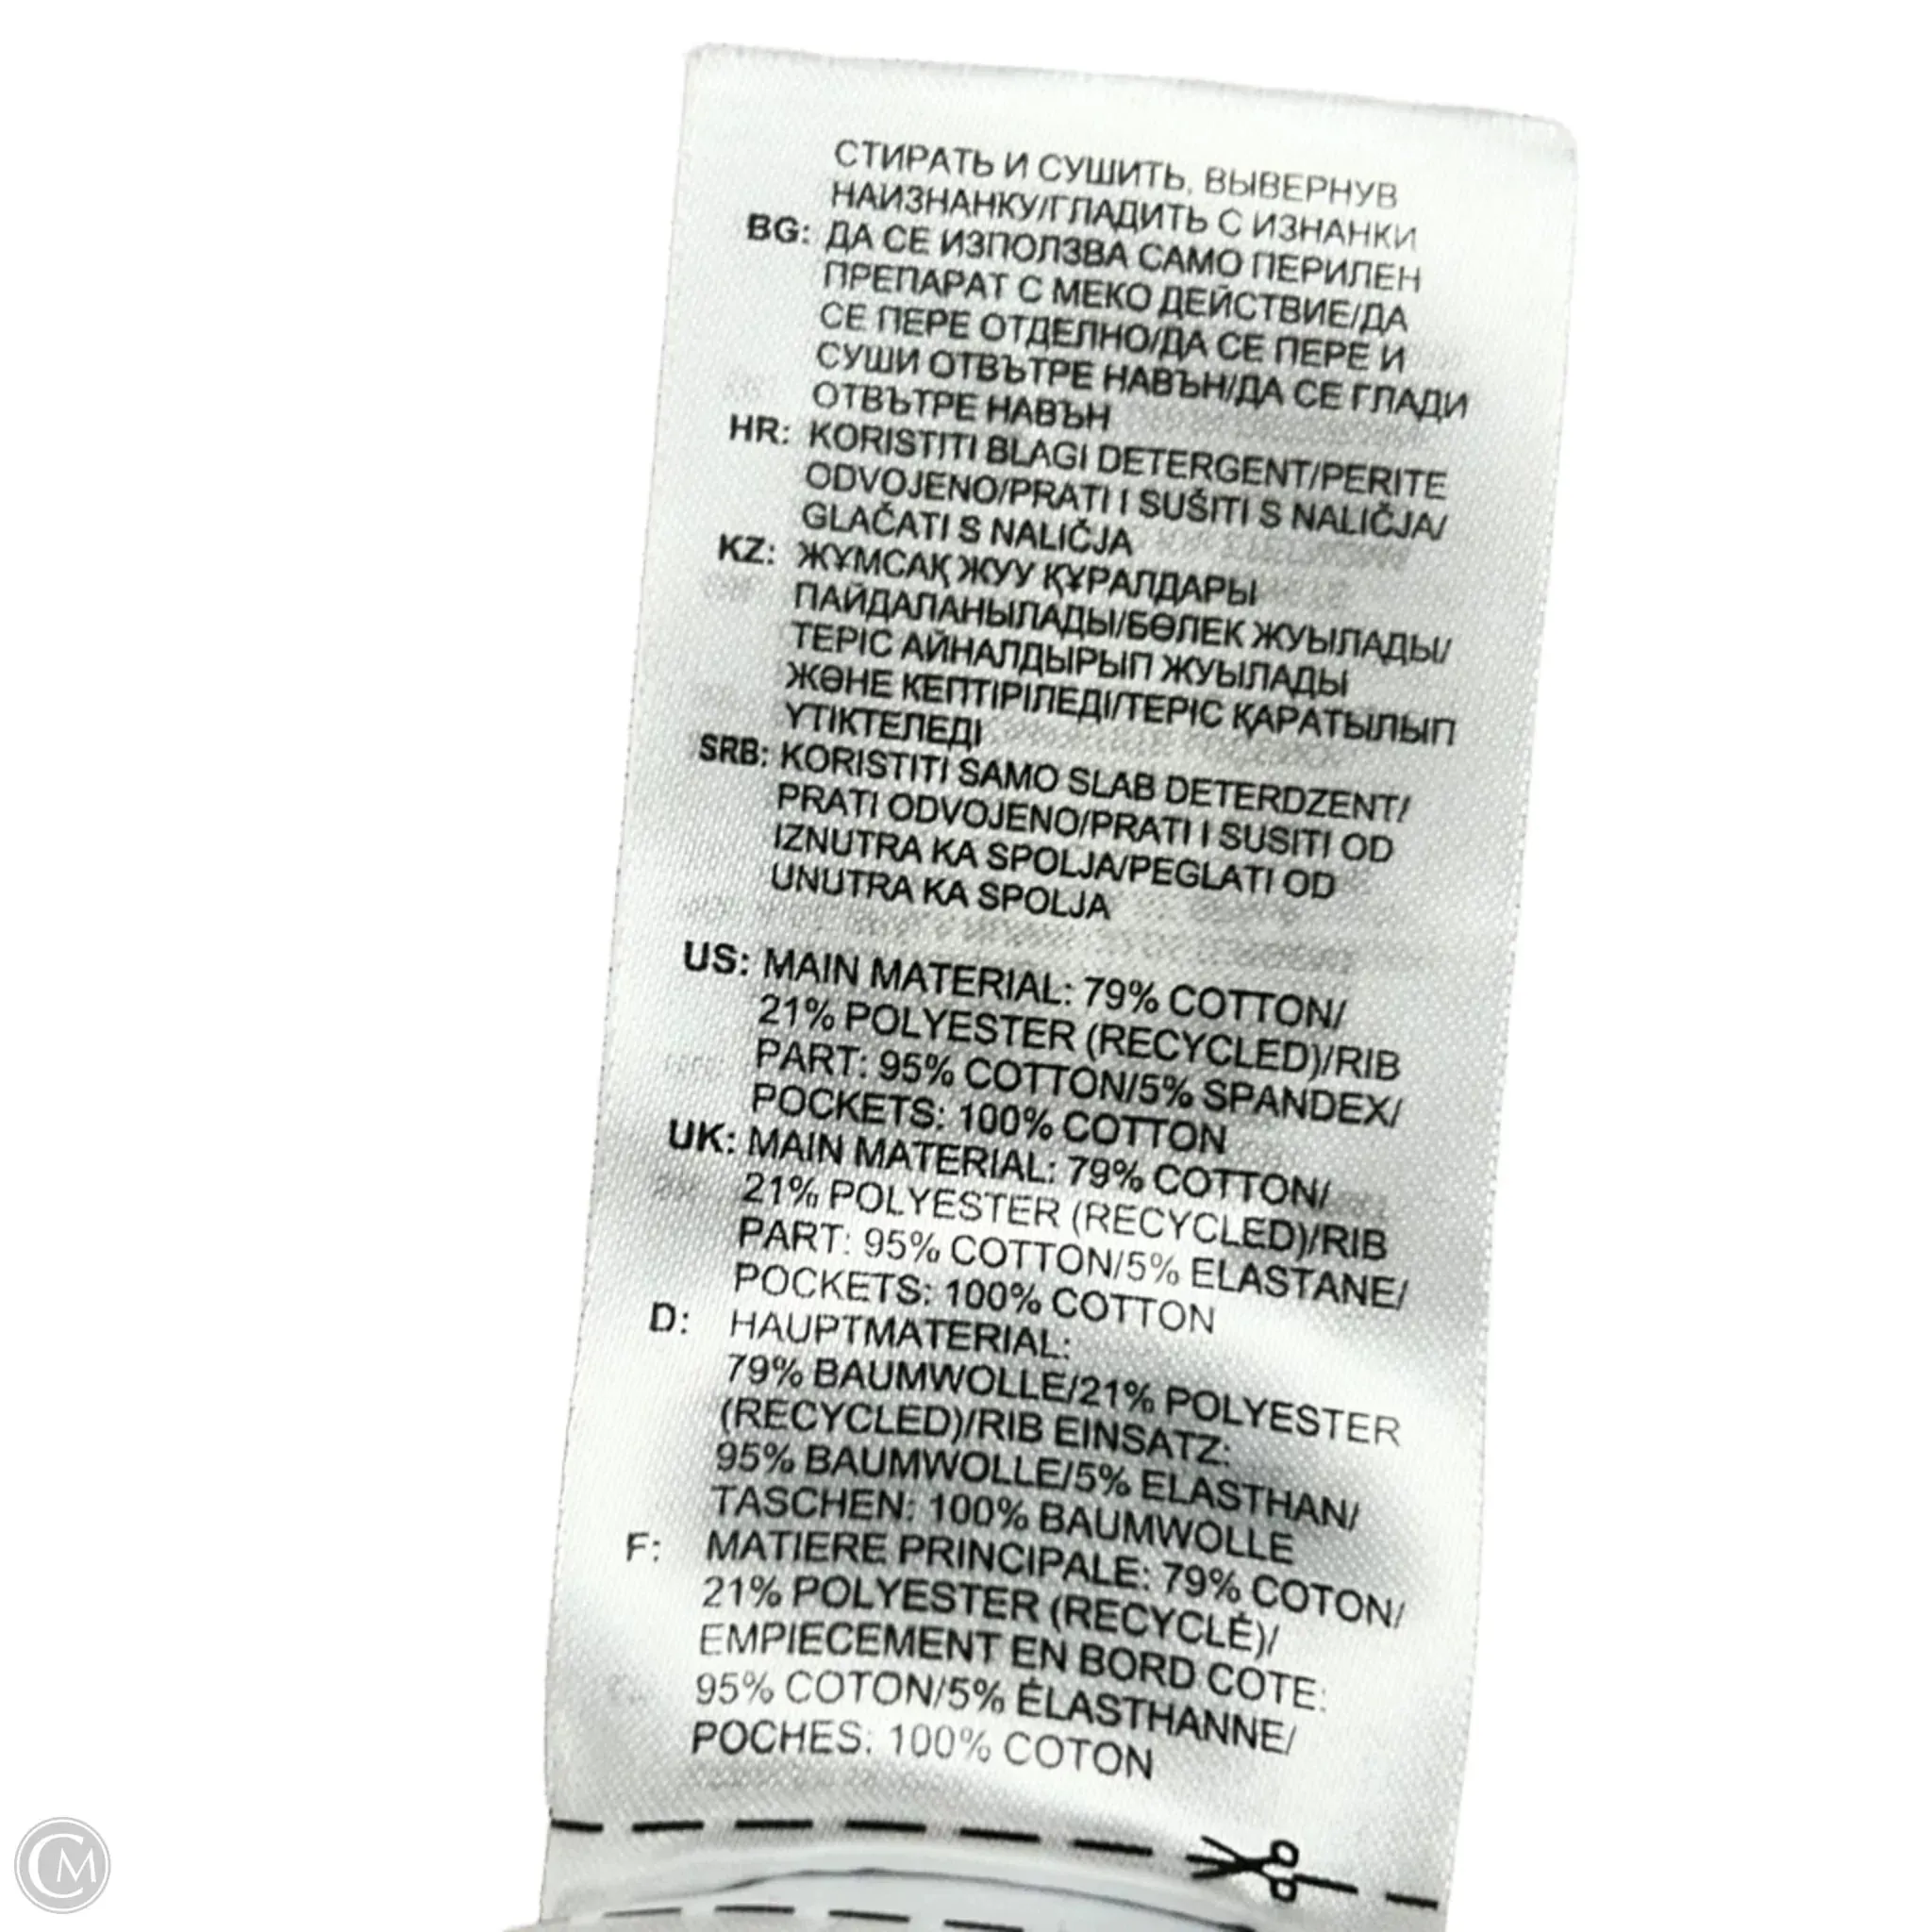 СТИРАТЬ И СУШИТЬ, ВЫВЕРНУВ
НАИЗНАНКУ/ГЛАДИТЬ С ИЗНАНКИ
BG: ДА СЕ ИЗПОЛЗВА САМО ПЕРИЛЕН
ПРЕПАРАТ С МЕКО ДЕЙСТВИЕ/ДА
СЕ ПЕРЕ ОТДЕЛНО/ДА СЕ ПЕРЕ И
СУШИ ОТВЪТРЕ НАВЪН/ДА СЕ ГЛАДИ
ОТВЪТРЕ НАВЪН
HR: KORISTITI BLAGI DETERGENT/PERITE
ODVOJENO/PRATI I SUŠITI S NALIČJA/
GLAČATI S NALIČJA
KZ: ЖҰМСАҚ ЖУУ ҚҰРАЛДАРЫ
ПАЙДАЛАНЫЛАДЫ/БӨЛЕК ЖУЫЛАДЫ/
ТЕРІС АЙНАЛДЫРЫП ЖУЫЛАДЫ
ЖӘНЕ КЕПТІРІЛЕДІ/ТЕРІС ҚАРАТЫЛЫП
ҮТІКТЕЛЕДІ
SRB: KORISTITI SAMO SLAB DETERDZENT/
PRATI ODVOJENO/PRATI I SUSITI OD
IZNUTRA KA SPOLJA/PEGLATI OD
UNUTRA KA SPOLJA
US: MAIN MATERIAL: 79% COTTON/
21% POLYESTER (RECYCLED)/RIB
PART: 95% COTTON/5% SPANDEX/
POCKETS: 100% COTTON
UK: MAIN MATERIAL: 79% COTTON/
21% POLYESTER (RECYCLED)/RIB
PART: 95% COTTON/5% ELASTANE/
POCKETS: 100% COTTON
D: HAUPTMATERIAL:
79% BAUMWOLLE/21% POLYESTER
(RECYCLED)/RIB EINSATZ:
95% BAUMWOLLE/5% ELASTHAN/
TASCHEN: 100% BAUMWOLLE
F: MATIERE PRINCIPALE: 79% COTON/
21% POLYESTER (RECYCLÉ)/
EMPIECEMENT EN BORD COTE:
95% COTON/5% ÉLASTHANNE/
POCHES: 100% COTON
CM